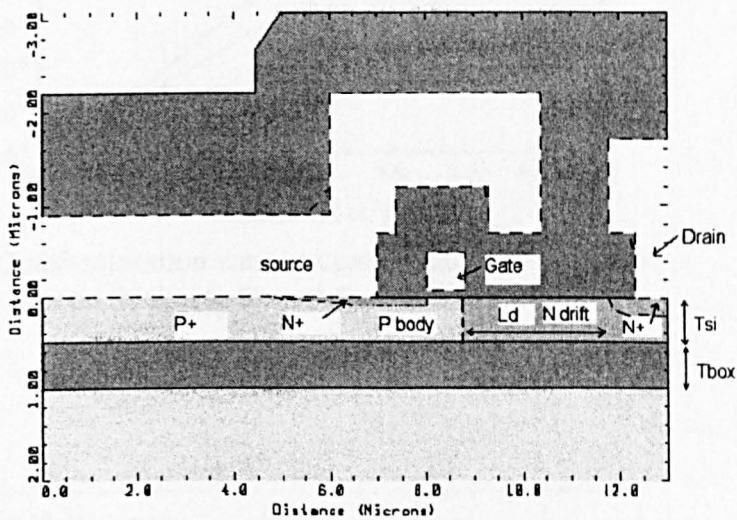 Distance (Microns)
-3.00
-2.00
-1.00
0.00
1.00
2.00
source
Gate
Drain
P+
N+
P body
Ld
N drift
N+
Tsi
Tbox
0.0
2.0
4.0
6.0
8.0
10.0
12.0
Distance (Microns)